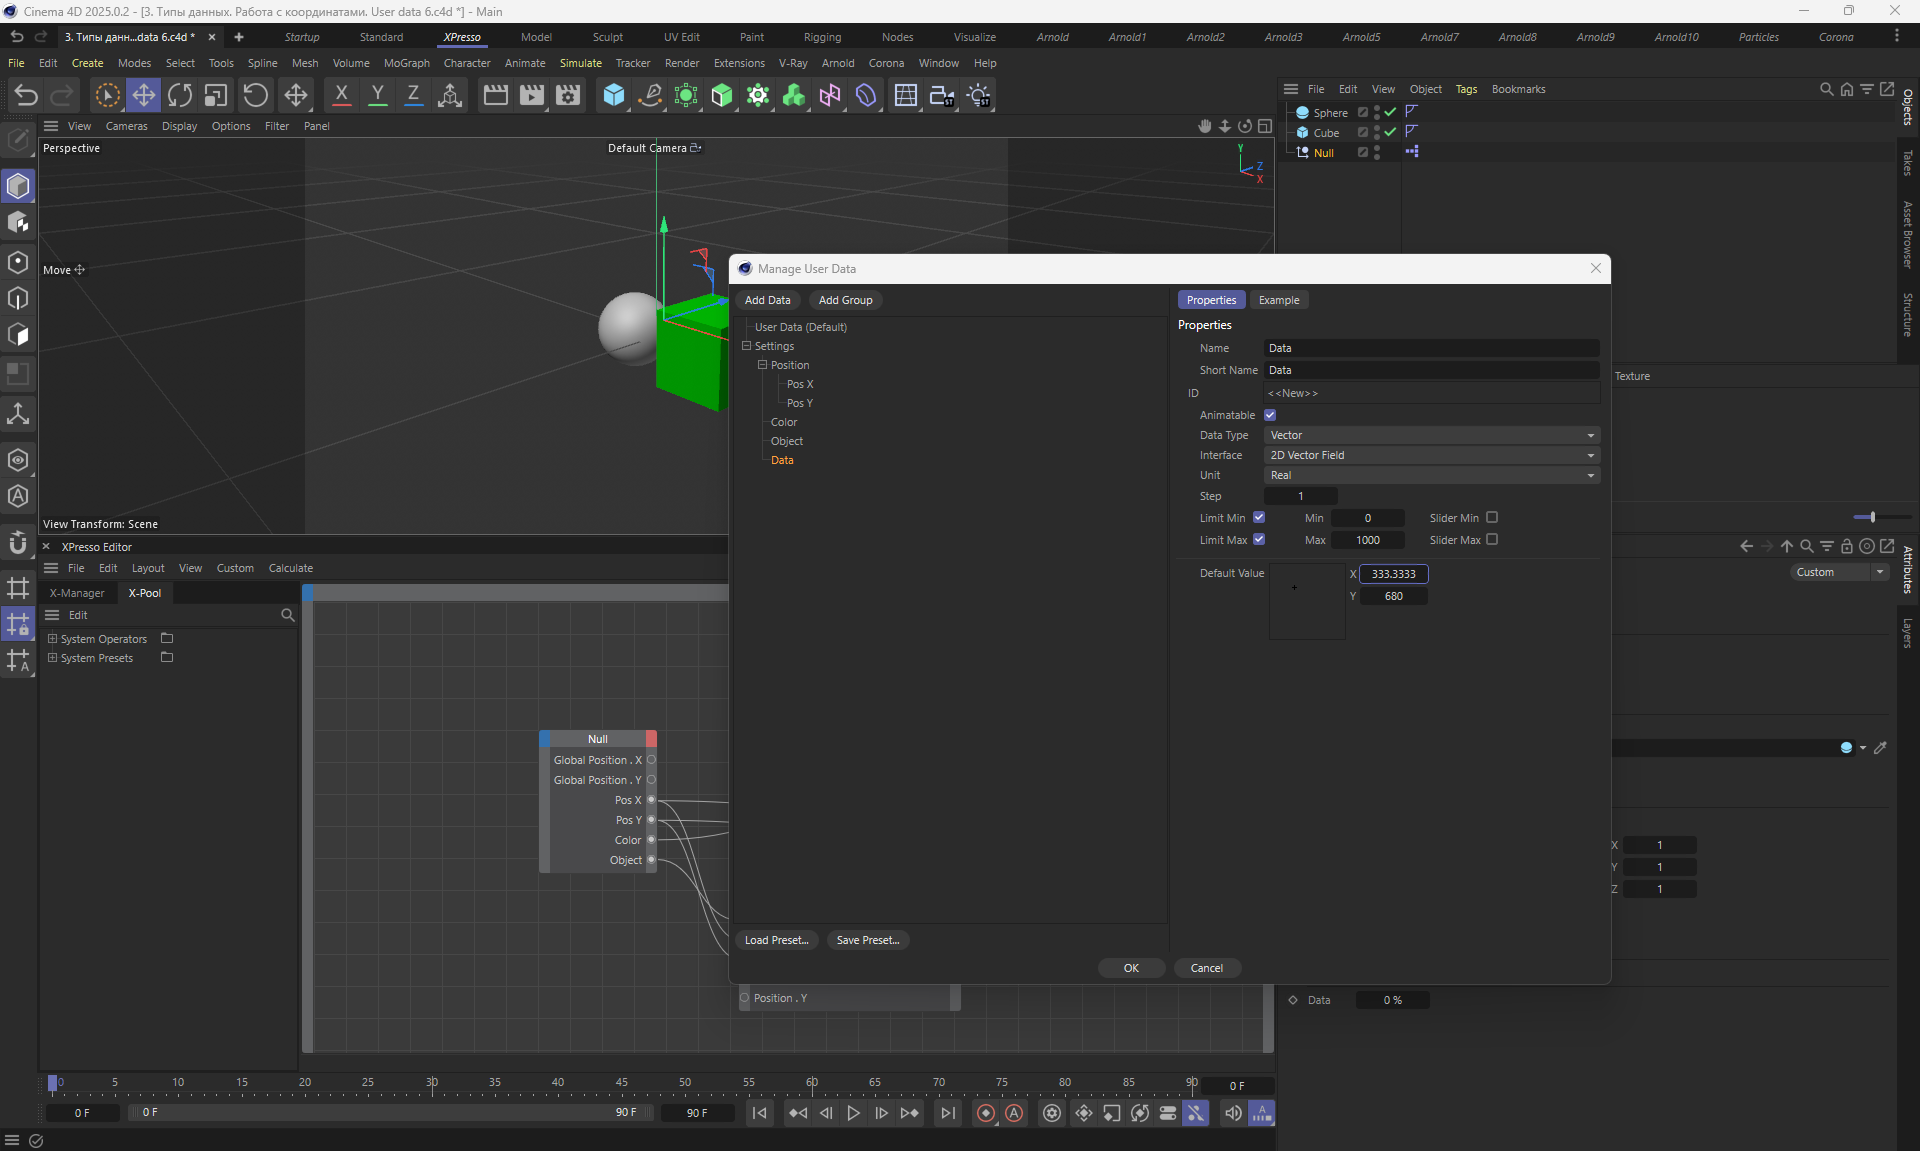 Cinema 4D 2025.0.2 - [3. Типы данных. Работа с координатами. User data 6.c4d *] - Main
3. Типы данн...data 6.c4d *
Startup Standard XPresso Model Sculpt UV Edit Paint Rigging Nodes Visualize Arnold Arnold1 Arnold2 Arnold3 Arnold5 Arnold7 Arnold8 Arnold9 Arnold10 Particles Corona
File Edit Create Modes Select Tools Spline Mesh Volume MoGraph Character Animate Simulate Tracker Render Extensions V-Ray Arnold Corona Window Help
X Y Z
ST ST
File Edit View Object Tags Bookmarks
Objects
Takes
Asset Browser
Structure
Sphere
Cube
Null
View Cameras Display Options Filter Panel
Perspective
Default Camera
Y
Z
X
Move
View Transform: Scene
Manage User Data
Add Data Add Group
User Data (Default)
Settings
Position
Pos X
Pos Y
Color
Object
Data
Properties Example
Properties
Name Data
Short Name Data
ID <<New>>
Animatable
Data Type Vector
Interface 2D Vector Field
Unit Real
Step 1
Limit Min Min 0 Slider Min
Limit Max Max 1000 Slider Max
Default Value X 333.3333
Y 680
Load Preset... Save Preset...
OK Cancel
Texture
Attributes
Layers
Custom
X 1
Y 1
Z 1
Data 0 %
XPresso Editor
File Edit Layout View Custom Calculate
X-Manager X-Pool
Edit
System Operators
System Presets
Null
Global Position . X
Global Position . Y
Pos X
Pos Y
Color
Object
Position . Y
0 5 10 15 20 25 30 35 40 45 50 55 60 65 70 75 80 85 90 0 F
0 F 0 F 90 F 90 F